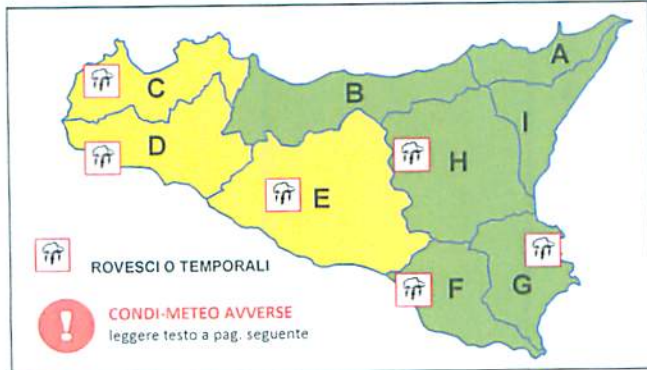 A
C
B
I
D
H
E
ROVESCI O TEMPORALI
F
G
CONDI-METEO AVVERSE
leggere testo a pag. seguente